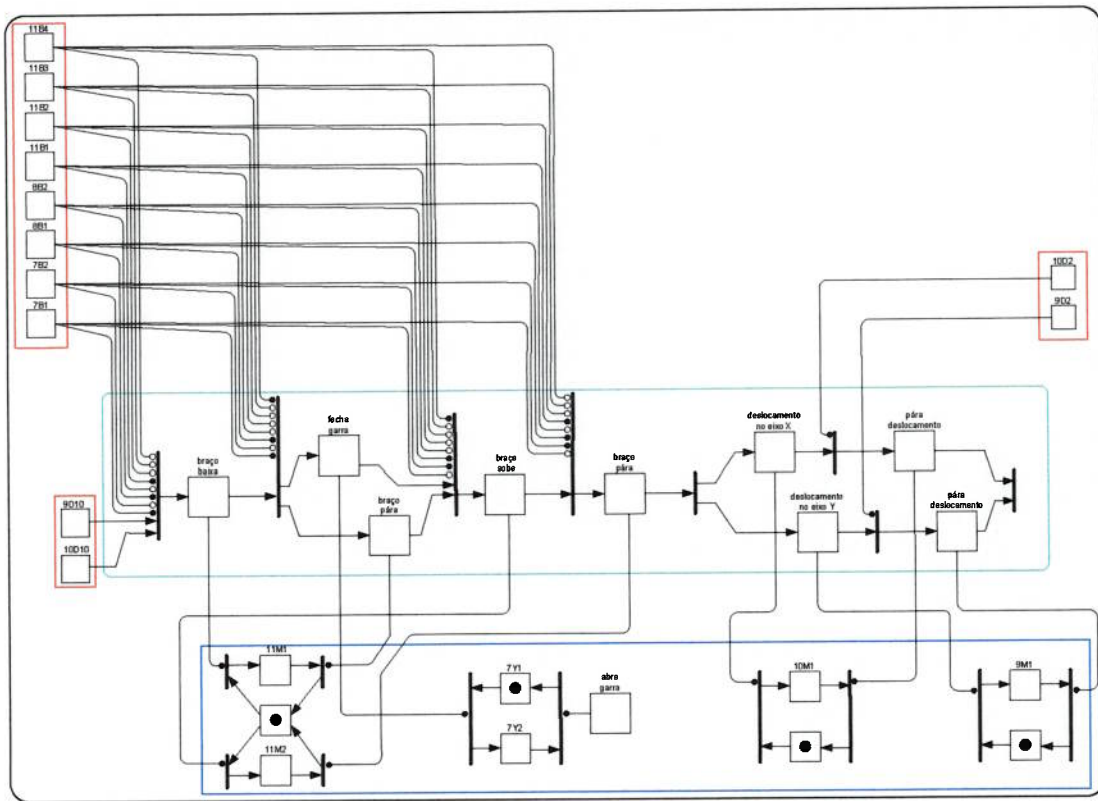 11B4
11B3
11B2
11B1
8B2
8B1
7B2
7B1
10D2
9D2
fecha
garra
deslocamento
no eixo X
pára
deslocamento
braço
baixa
braço
sobe
braço
pára
braço
pára
deslocamento
no eixo Y
pára
deslocamento
9D10
10D10
11M1
7Y1
abre
garra
10M1
9M1
7Y2
11M2